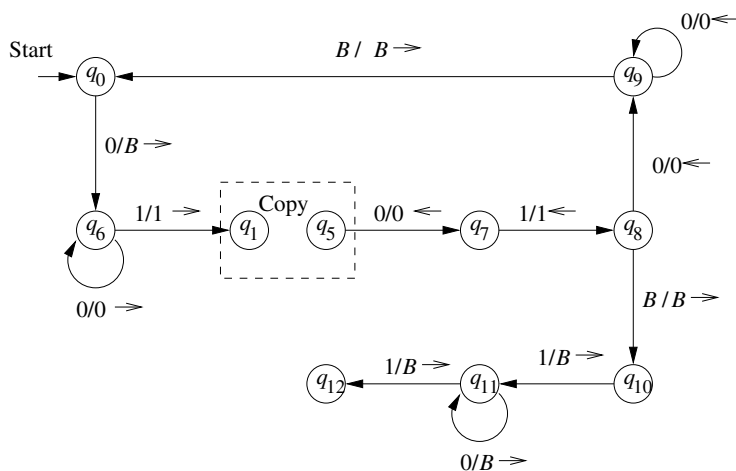 0/0←
Start
B / B →
q0
q9
0/B →
0/0←
1/1 →
Copy
0/0 ←
1/1←
q6
q1
q5
q7
q8
0/0 →
B / B→
1/B→
1/B→
q12
q11
q10
0/B→